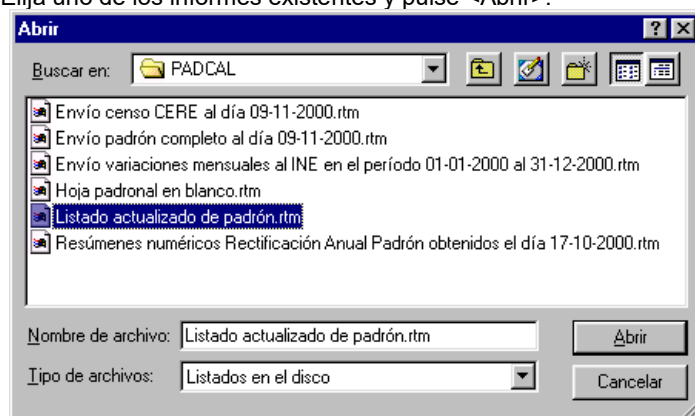 Elija uno de los informes existentes y pulse <Abrir>.
Abrir
Buscar en: PADCAL
Envío censo CERE al día 09-11-2000.rtm
Envío padrón completo al día 09-11-2000.rtm
Envío variaciones mensuales al INE en el período 01-01-2000 al 31-12-2000.rtm
Hoja padronal en blanco.rtm
Listado actualizado de padrón.rtm
Resúmenes numéricos Rectificación Anual Padrón obtenidos el día 17-10-2000.rtm
Nombre de archivo: Listado actualizado de padrón.rtm Abrir
Tipo de archivos: Listados en el disco Cancelar